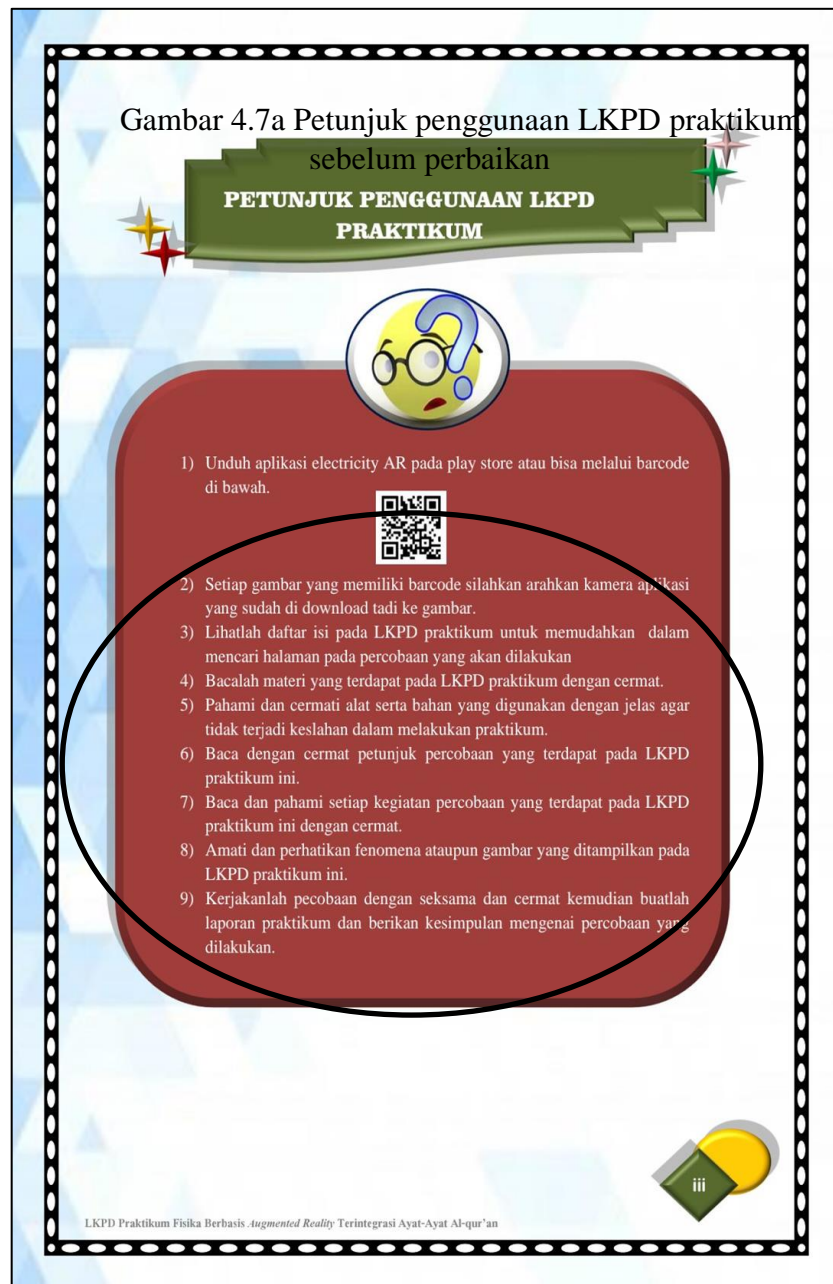 Gambar 4.7a Petunjuk penggunaan LKPD praktikum
sebelum perbaikan
PETUNJUK PENGGUNAAN LKPD
PRAKTIKUM
1) Unduh aplikasi electricity AR pada play store atau bisa melalui barcode
di bawah.
2) Setiap gambar yang memiliki barcode silahkan arahkan kamera aplikasi
yang sudah di download tadi ke gambar.
3) Lihatlah daftar isi pada LKPD praktikum untuk memudahkan dalam
mencari halaman pada percobaan yang akan dilakukan
4) Bacalah materi yang terdapat pada LKPD praktikum dengan cermat.
5) Pahami dan cermati alat serta bahan yang digunakan dengan jelas agar
tidak terjadi keslahan dalam melakukan praktikum.
6) Baca dengan cermat petunjuk percobaan yang terdapat pada LKPD
praktikum ini.
7) Baca dan pahami setiap kegiatan percobaan yang terdapat pada LKPD
praktikum ini dengan cermat.
8) Amati dan perhatikan fenomena ataupun gambar yang ditampilkan pada
LKPD praktikum ini.
9) Kerjakanlah pecobaan dengan seksama dan cermat kemudian buatlah
laporan praktikum dan berikan kesimpulan mengenai percobaan yang
dilakukan.
iii
LKPD Praktikum Fisika Berbasis Augmented Reality Terintegrasi Ayat-Ayat Al-qur'an